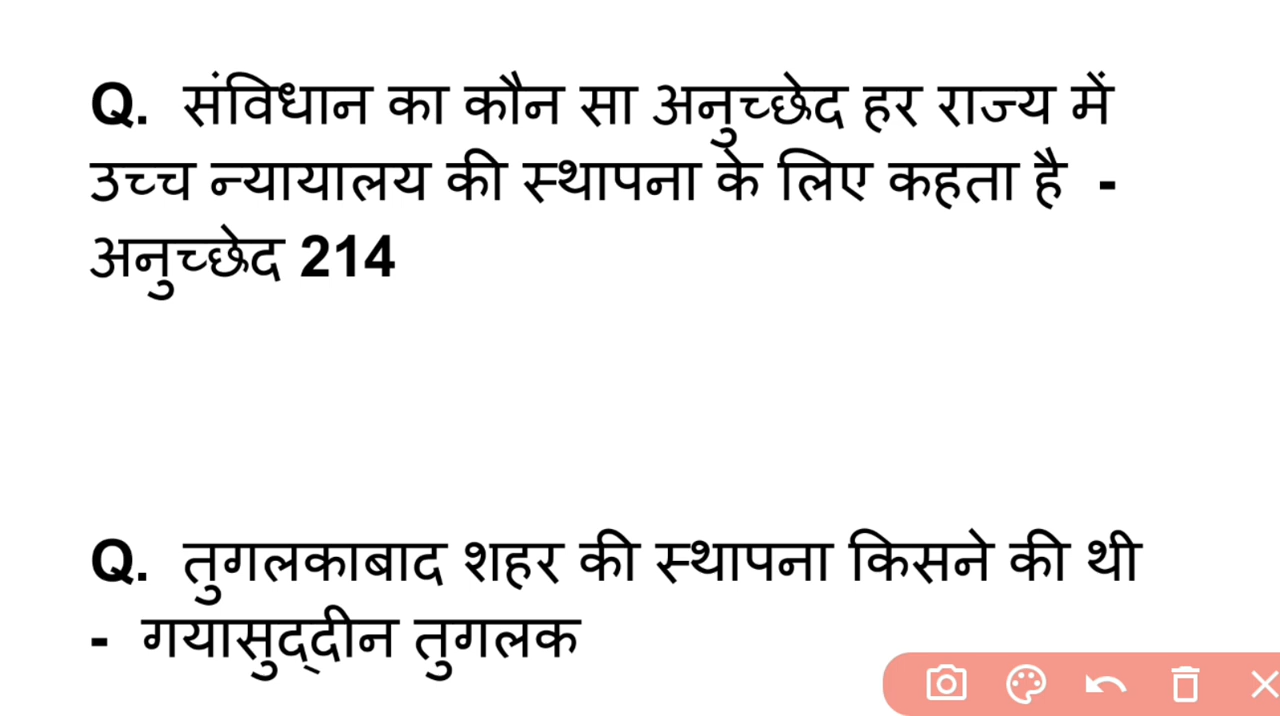 Q. संविधान का कौन सा अनुच्छेद हर राज्य में
उच्च न्यायालय की स्थापना के लिए कहता है -
अनुच्छेद 214
Q. तुगलकाबाद शहर की स्थापना किसने की थी
- गयासुद्दीन तुगलक